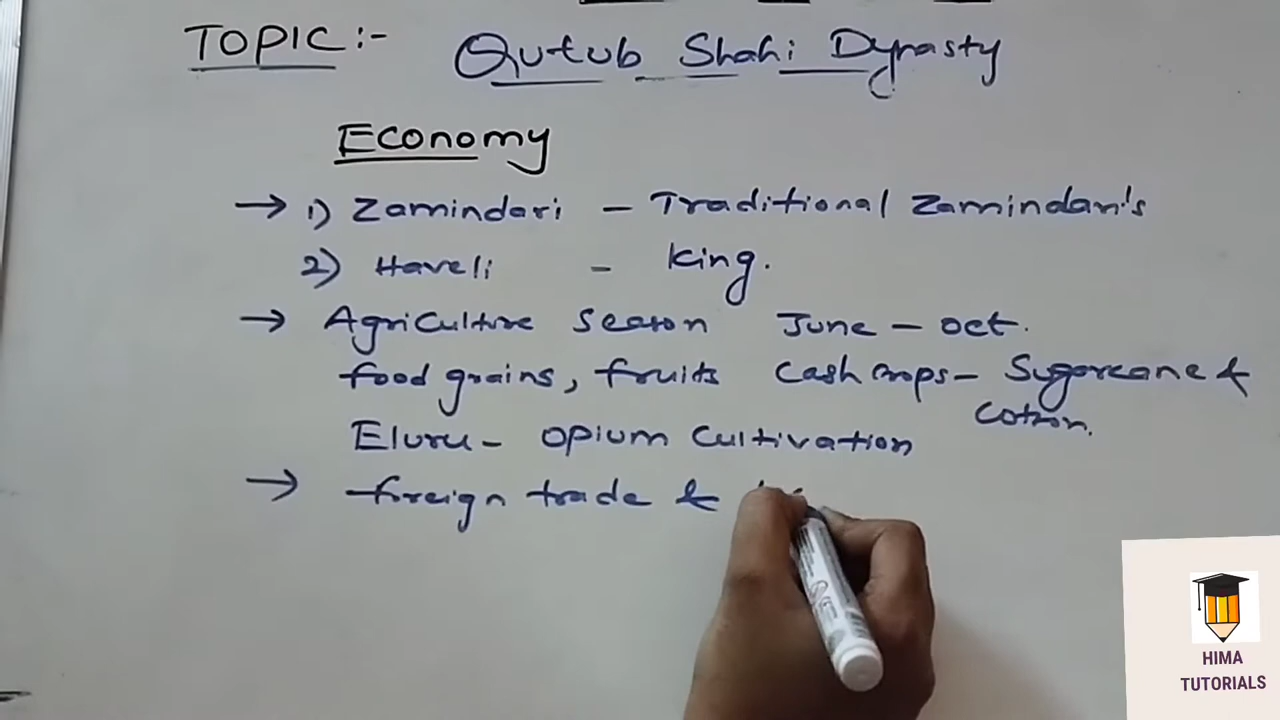 TOPIC :- Qutub Shahi Dynasty
Economy
→ 1) Zamindari - Traditional Zamindari's
2) Haveli - King.
→ Agriculture season June - oct.
food grains, fruits Cash crops - Sugarcane &
Cotton.
Eluru - opium Cultivation
→ foreign trade &
HIMA
TUTORIALS